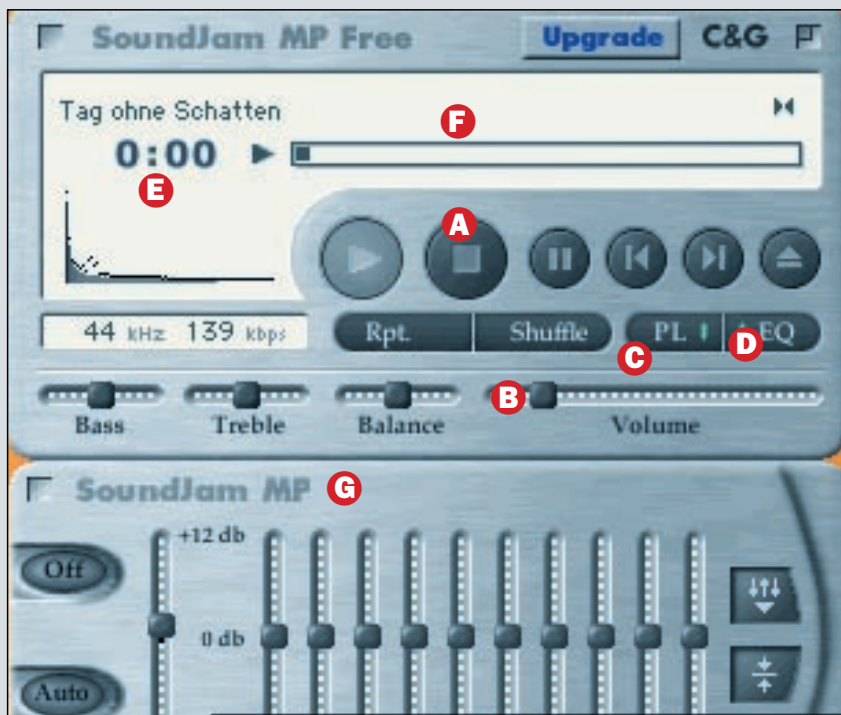 SoundJam MP Free Upgrade C&G
Tag ohne Schatten
F
0:00
E
A
44 kHz 139 kbps Rpt. Shuffle PL EQ
C D
B
Bass Treble Balance Volume
SoundJam MP G
+12 db
Off
0 db
Auto